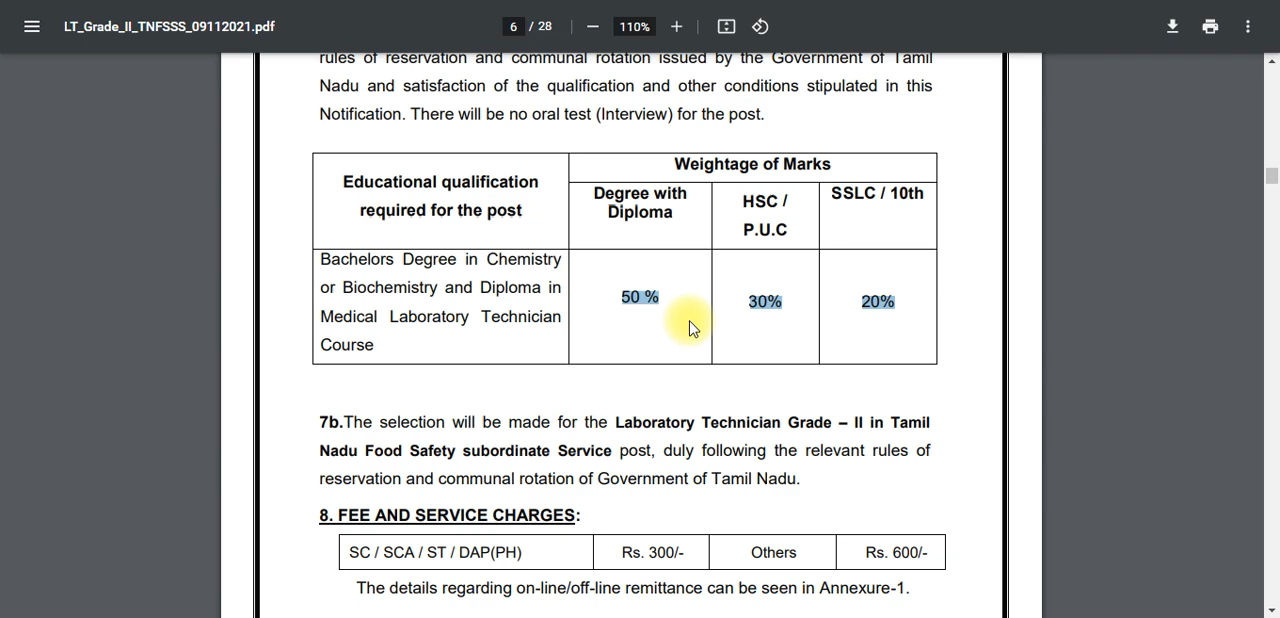 LT_Grade_II_TNFSSS_09112021.pdf
6 / 28
110%
rules of reservation and communal rotation issued by the Government of Tamil
Nadu and satisfaction of the qualification and other conditions stipulated in this
Notification. There will be no oral test (Interview) for the post.
Educational qualification
required for the post
Weightage of Marks
Degree with
Diploma
HSC /
P.U.C
SSLC / 10th
Bachelors Degree in Chemistry
or Biochemistry and Diploma in
Medical Laboratory Technician
Course
50 %
30%
20%
7b.The selection will be made for the Laboratory Technician Grade – II in Tamil
Nadu Food Safety subordinate Service post, duly following the relevant rules of
reservation and communal rotation of Government of Tamil Nadu.
8. FEE AND SERVICE CHARGES:
SC / SCA / ST / DAP(PH) Rs. 300/- Others Rs. 600/-
The details regarding on-line/off-line remittance can be seen in Annexure-1.